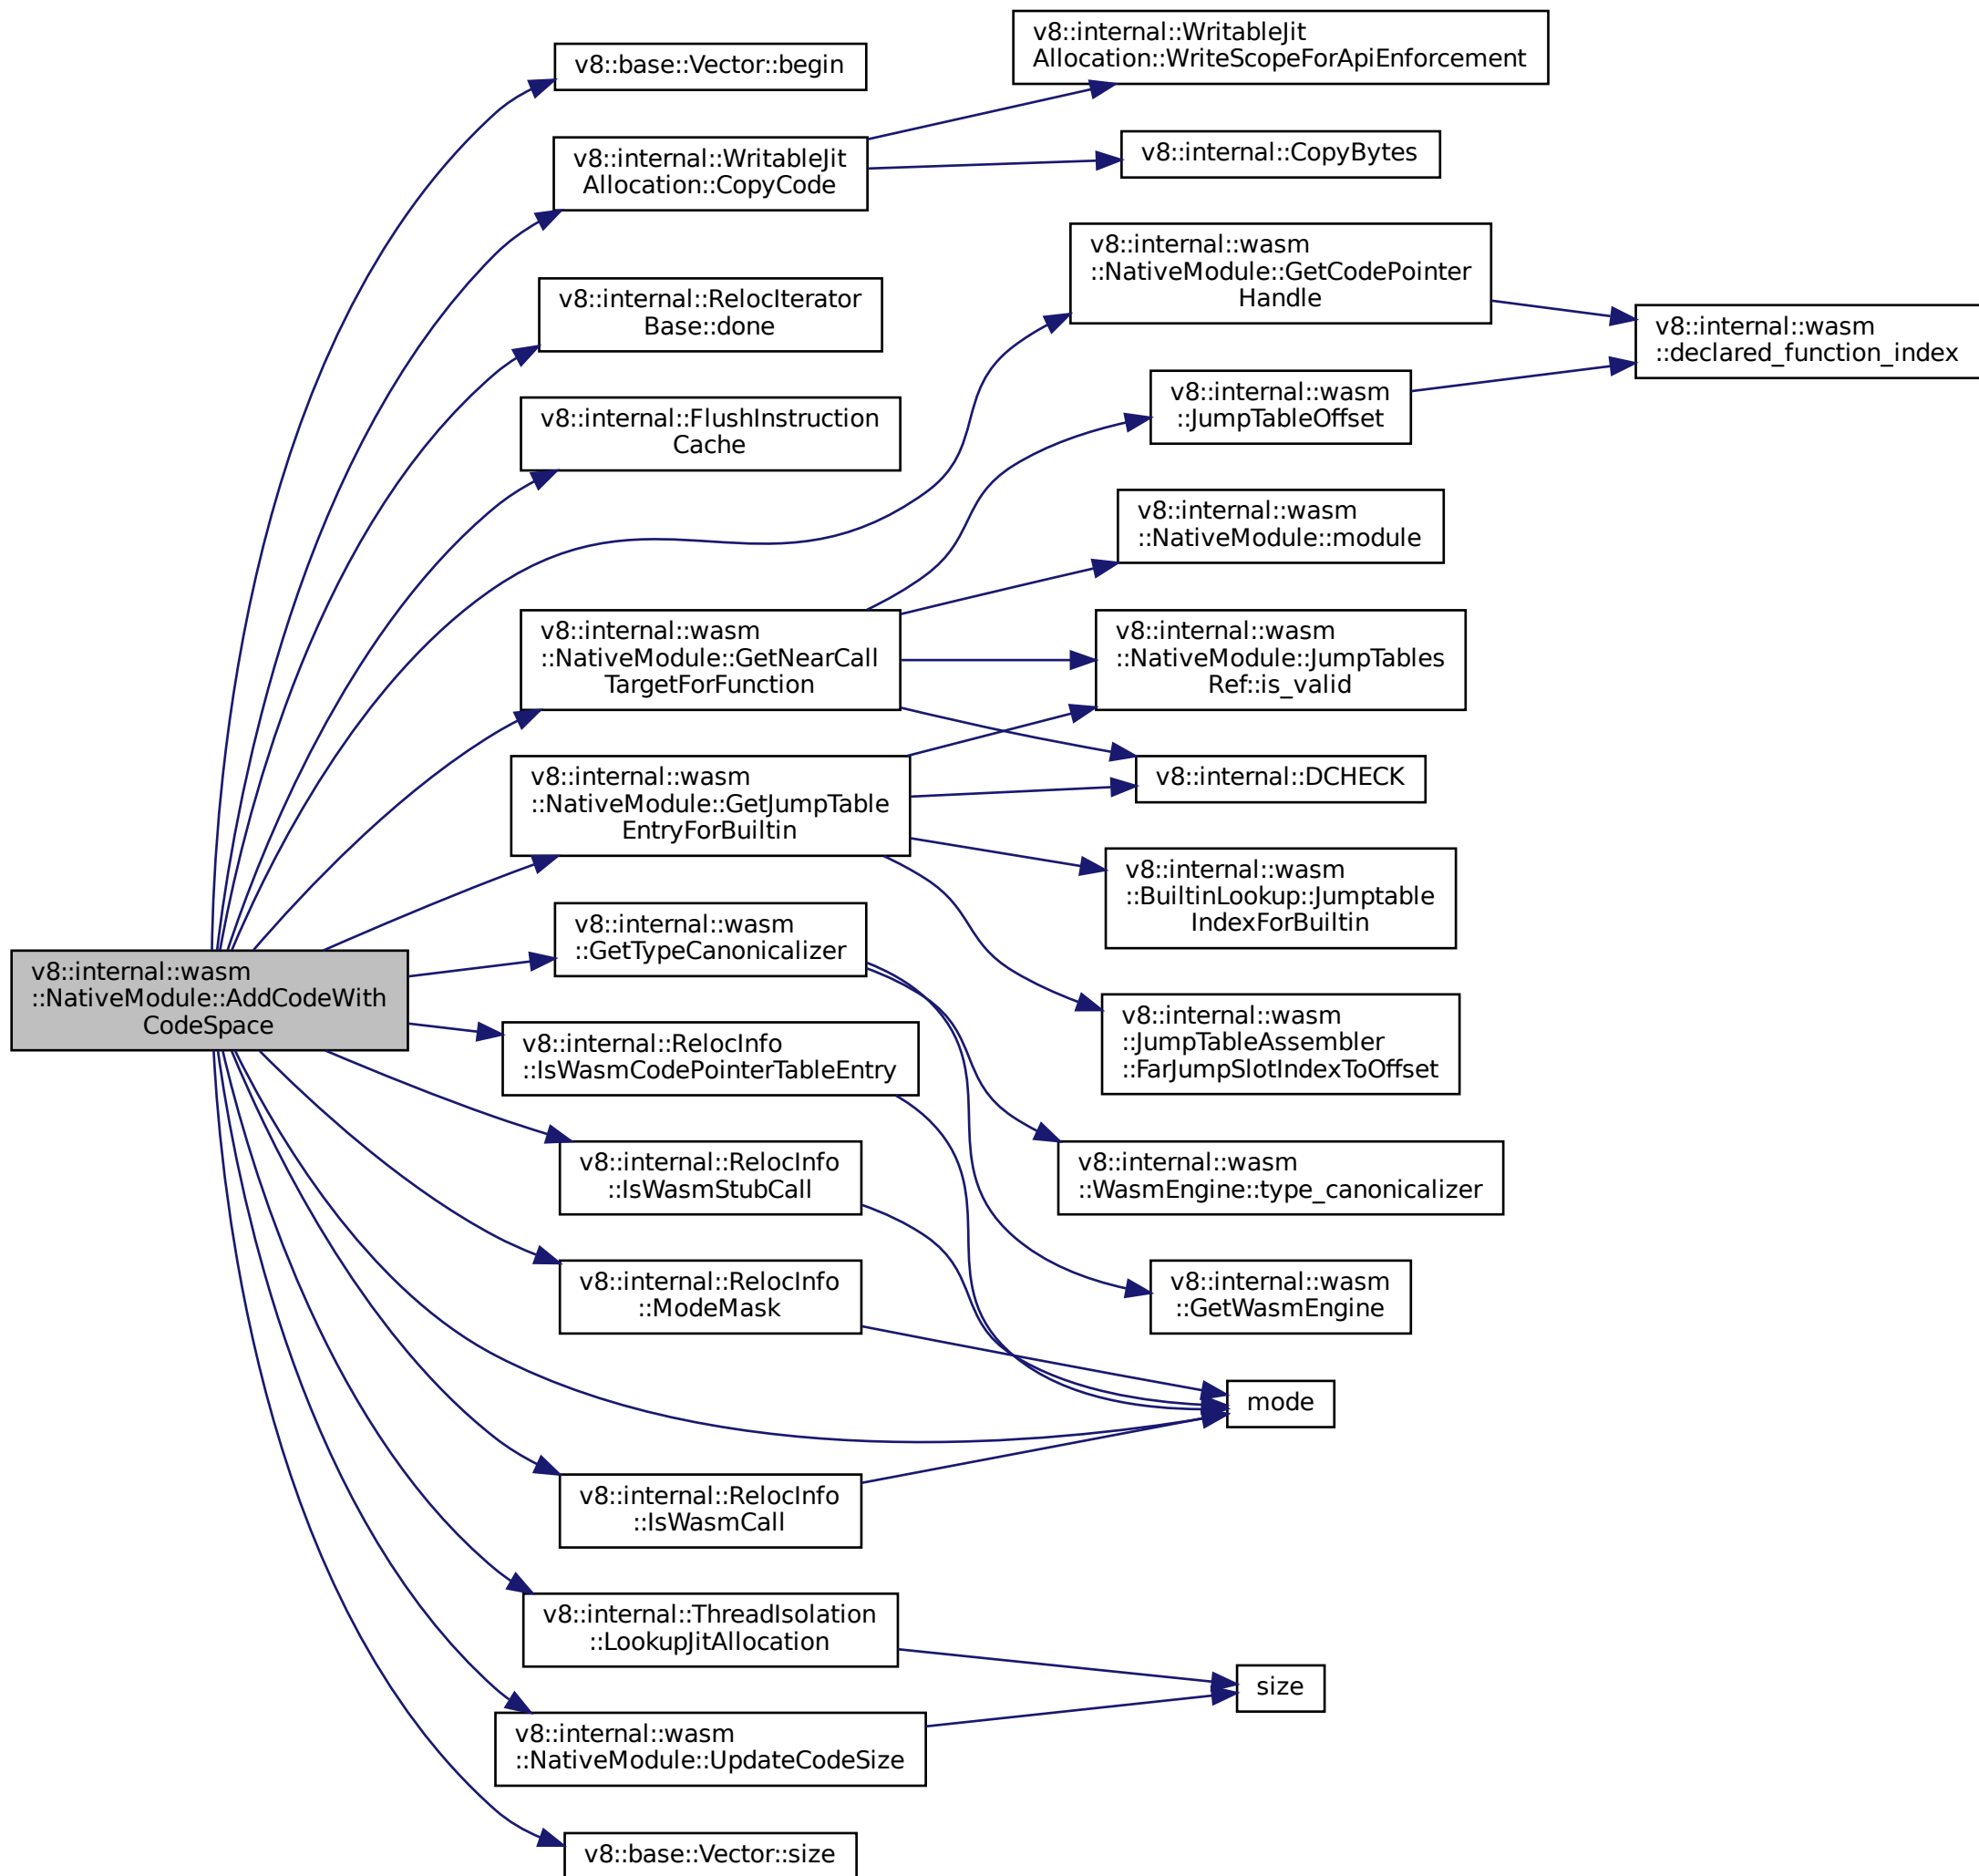 v8::internal::wasm
::NativeModule::AddCodeWith
CodeSpace
v8::base::Vector::begin
v8::internal::WritableJit
Allocation::CopyCode
v8::internal::RelocIterator
Base::done
v8::internal::FlushInstruction
Cache
v8::internal::wasm
::NativeModule::GetNearCall
TargetForFunction
v8::internal::wasm
::NativeModule::GetJumpTable
EntryForBuiltin
v8::internal::wasm
::GetTypeCanonicalizer
v8::internal::RelocInfo
::IsWasmCodePointerTableEntry
v8::internal::RelocInfo
::IsWasmStubCall
v8::internal::RelocInfo
::ModeMask
v8::internal::RelocInfo
::IsWasmCall
v8::internal::ThreadIsolation
::LookupJitAllocation
v8::internal::wasm
::NativeModule::UpdateCodeSize
v8::base::Vector::size
v8::internal::WritableJit
Allocation::WriteScopeForApiEnforcement
v8::internal::CopyBytes
v8::internal::wasm
::NativeModule::GetCodePointer
Handle
v8::internal::wasm
::JumpTableOffset
v8::internal::wasm
::NativeModule::module
v8::internal::wasm
::NativeModule::JumpTables
Ref::is_valid
v8::internal::DCHECK
v8::internal::wasm
::BuiltinLookup::Jumptable
IndexForBuiltin
v8::internal::wasm
::JumpTableAssembler
::FarJumpSlotIndexToOffset
v8::internal::wasm
::WasmEngine::type_canonicalizer
v8::internal::wasm
::GetWasmEngine
mode
size
v8::internal::wasm
::declared_function_index